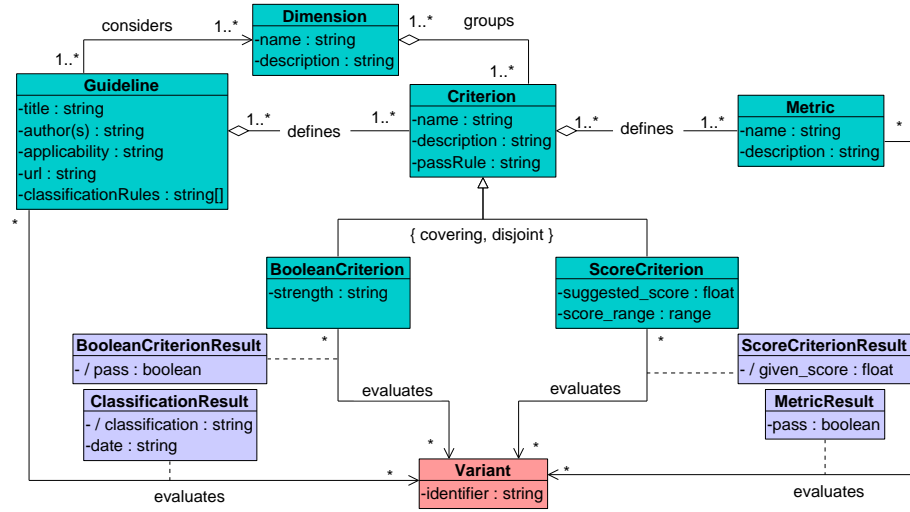 considers
1..*
1..*
Dimension
-name : string
-description : string
1..*
groups
1..*
Guideline
-title : string
-author(s) : string
-applicability : string
-url : string
-classificationRules : string[]
defines
1..*
Criterion
-name : string
-description : string
-passRule : string
1..*
defines
1..*
Metric
-name : string
-description : string
*
*
{ covering, disjoint }
BooleanCriterion
-strength : string
ScoreCriterion
-suggested_score : float
-score_range : range
*
*
BooleanCriterionResult
- / pass : boolean
ScoreCriterionResult
- / given_score : float
evaluates
evaluates
ClassificationResult
- / classification : string
-date : string
MetricResult
-pass : boolean
*
*
*
*
Variant
-identifier : string
evaluates
evaluates